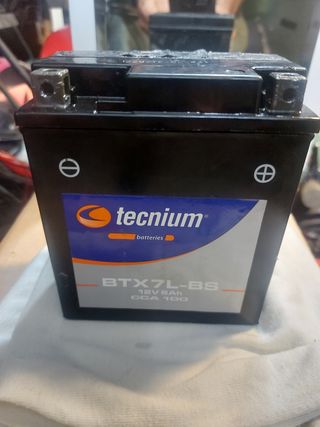 tecnium®
batteries
BTX7L-BS
12V 6Ah
CCA 100